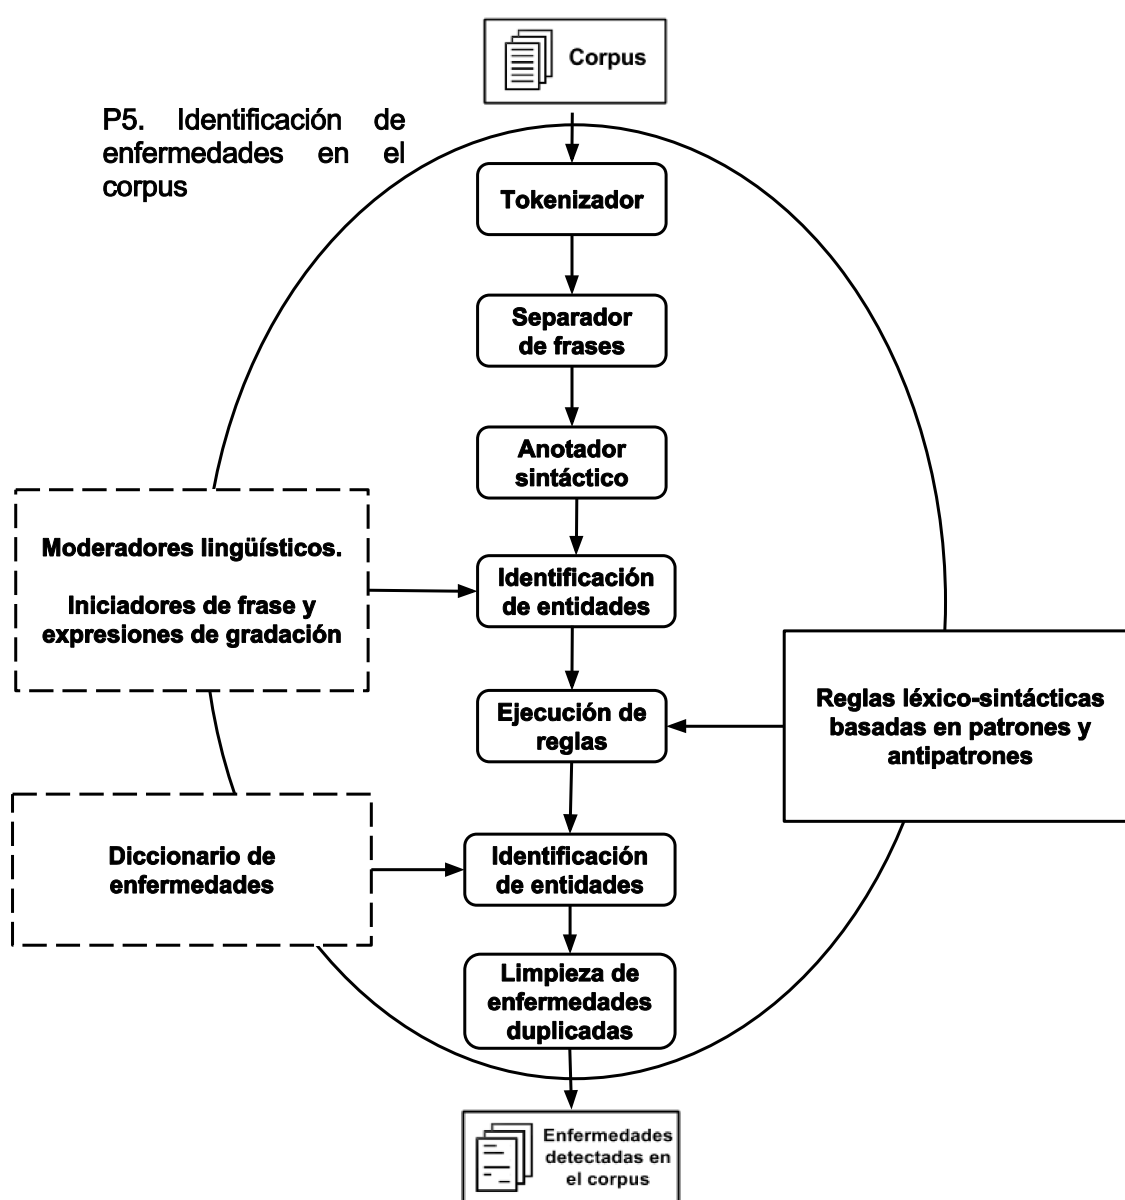 Corpus
P5. Identificación de
enfermedades en el
corpus
Tokenizador
Separador
de frases
Anotador
sintáctico
Moderadores lingüísticos.
Iniciadores de frase y
expresiones de gradación
Identificación
de entidades
Ejecución de
reglas
Reglas léxico-sintácticas
basadas en patrones y
antipatrones
Diccionario de
enfermedades
Identificación
de entidades
Limpieza de
enfermedades
duplicadas
Enfermedades
detectadas en
el corpus